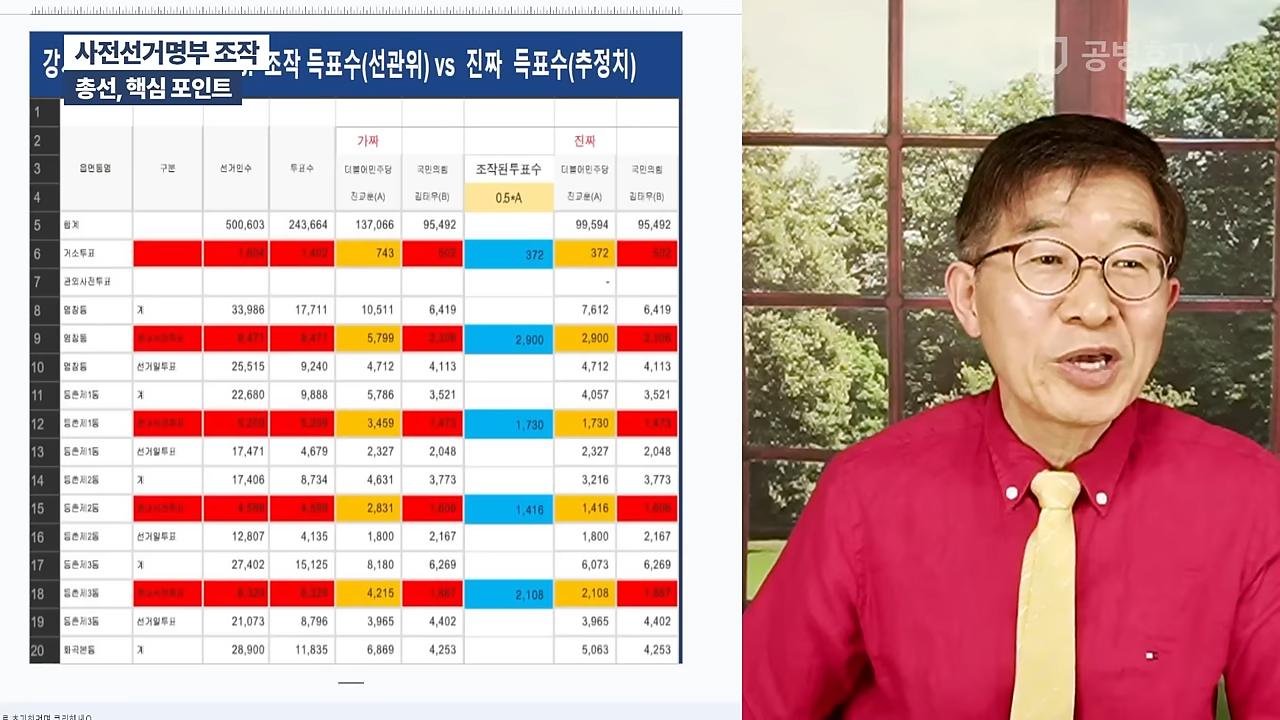 사전선거명부 조작
총선, 핵심 포인트
조작 득표수(선관위) vs 진짜 득표수(추정치)
공병호TV
1
2 가짜 진짜
3 읍면동명 구분 선거인수 투표수 더불어민주당 국민의힘 조작된투표수 더불어민주당 국민의힘
4 진교훈(A) 김태우(B) 0.5*A 진교훈(A) 김태우(B)
5 합계 500,603 243,664 137,066 95,492 99,594 95,492
6 거소투표 743 372 372
7 관외사전투표 -
8 염창동 계 33,986 17,711 10,511 6,419 7,612 6,419
9 염창동 5,799 2,900 2,900
10 염창동 선거일투표 25,515 9,240 4,712 4,113 4,712 4,113
11 등촌제1동 계 22,680 9,888 5,786 3,521 4,057 3,521
12 등촌제1동 3,459 1,730 1,730
13 등촌제1동 선거일투표 17,471 4,679 2,327 2,048 2,327 2,048
14 등촌제2동 계 17,406 8,734 4,631 3,773 3,216 3,773
15 등촌제2동 2,831 1,416 1,416
16 등촌제2동 선거일투표 12,807 4,135 1,800 2,167 1,800 2,167
17 등촌제3동 계 27,402 15,125 8,180 6,269 6,073 6,269
18 등촌제3동 4,215 2,108 2,108
19 등촌제3동 선거일투표 21,073 8,796 3,965 4,402 3,965 4,402
20 화곡본동 계 28,900 11,835 6,869 4,253 5,063 4,253